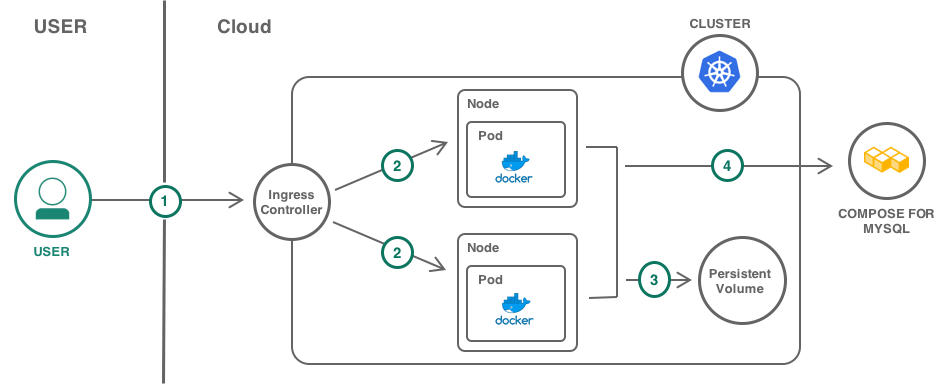 USER
Cloud
CLUSTER
Node
Pod
docker
2
4
1
Ingress
Controller
USER
COMPOSE FOR
MYSQL
2
Node
Pod
docker
3
Persistent
Volume